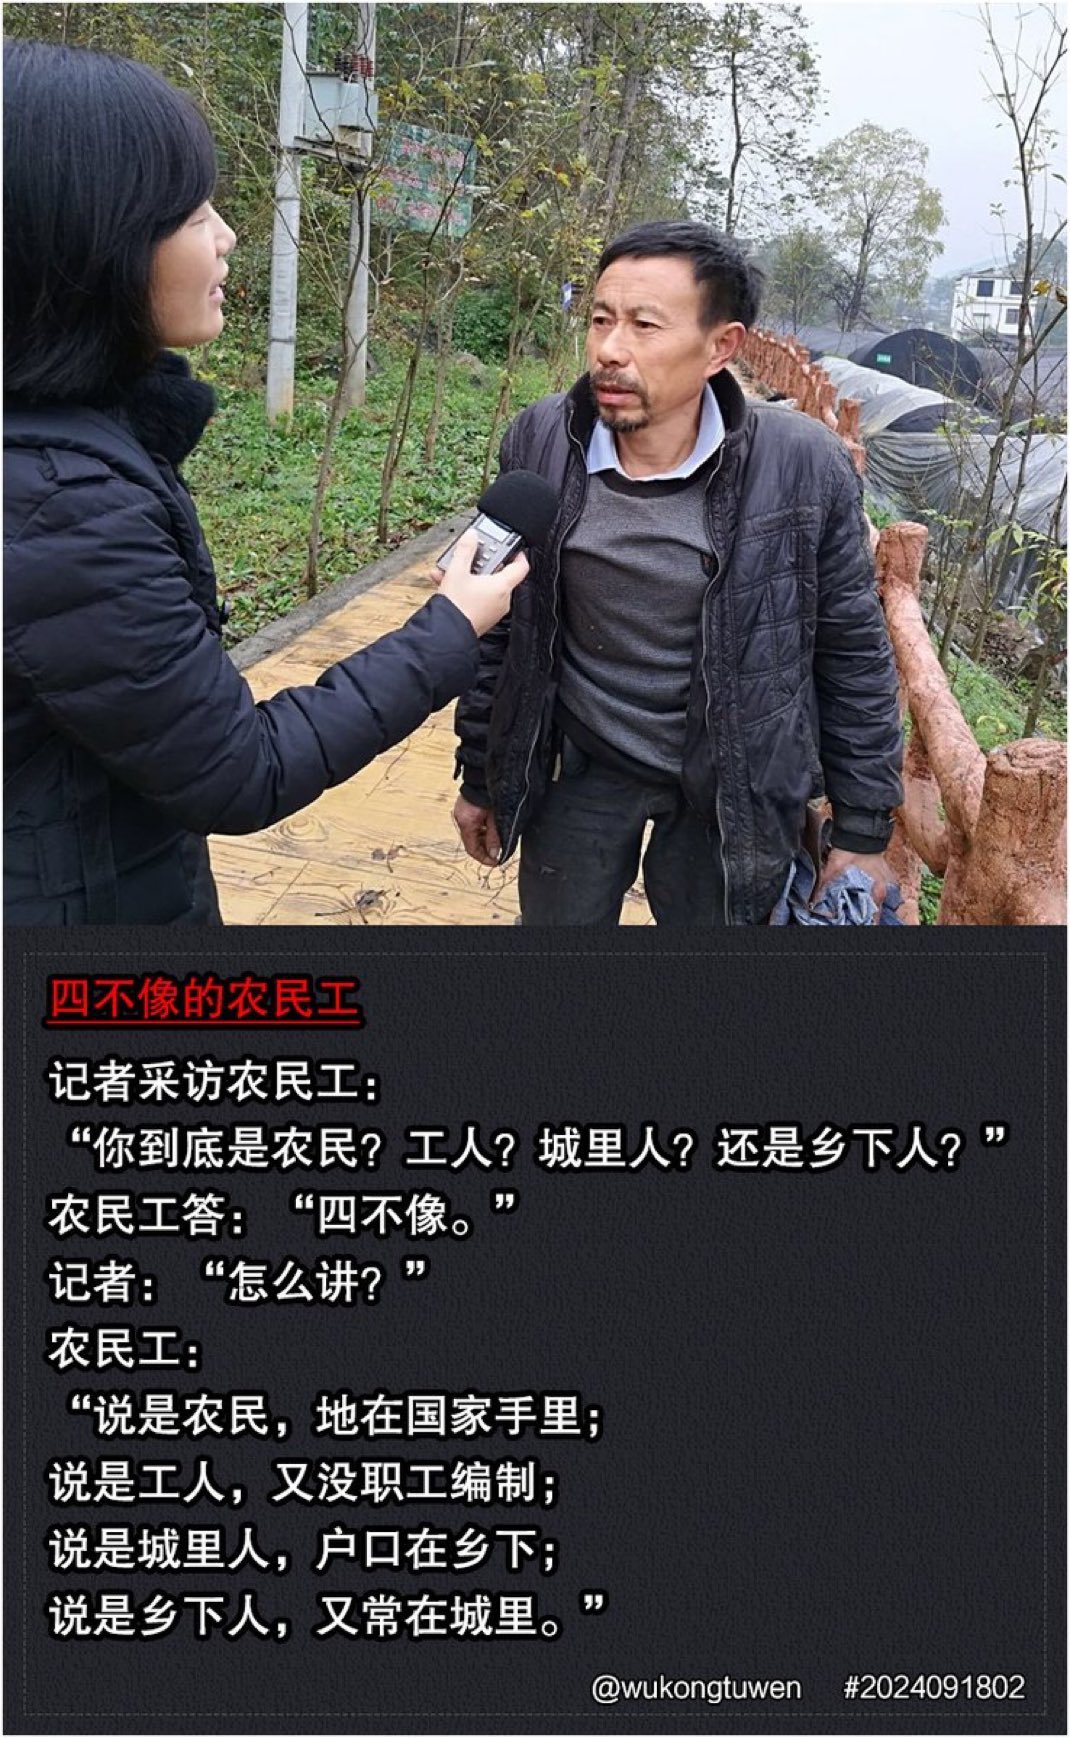 四不像的农民工
记者采访农民工：
“你到底是农民？工人？城里人？还是乡下人？”
农民工答：“四不像。”
记者：“怎么讲？”
农民工：
“说是农民，地在国家手里；
说是工人，又没职工编制；
说是城里人，户口在乡下；
说是乡下人，又常在城里。”
@wukongtuwen #2024091802